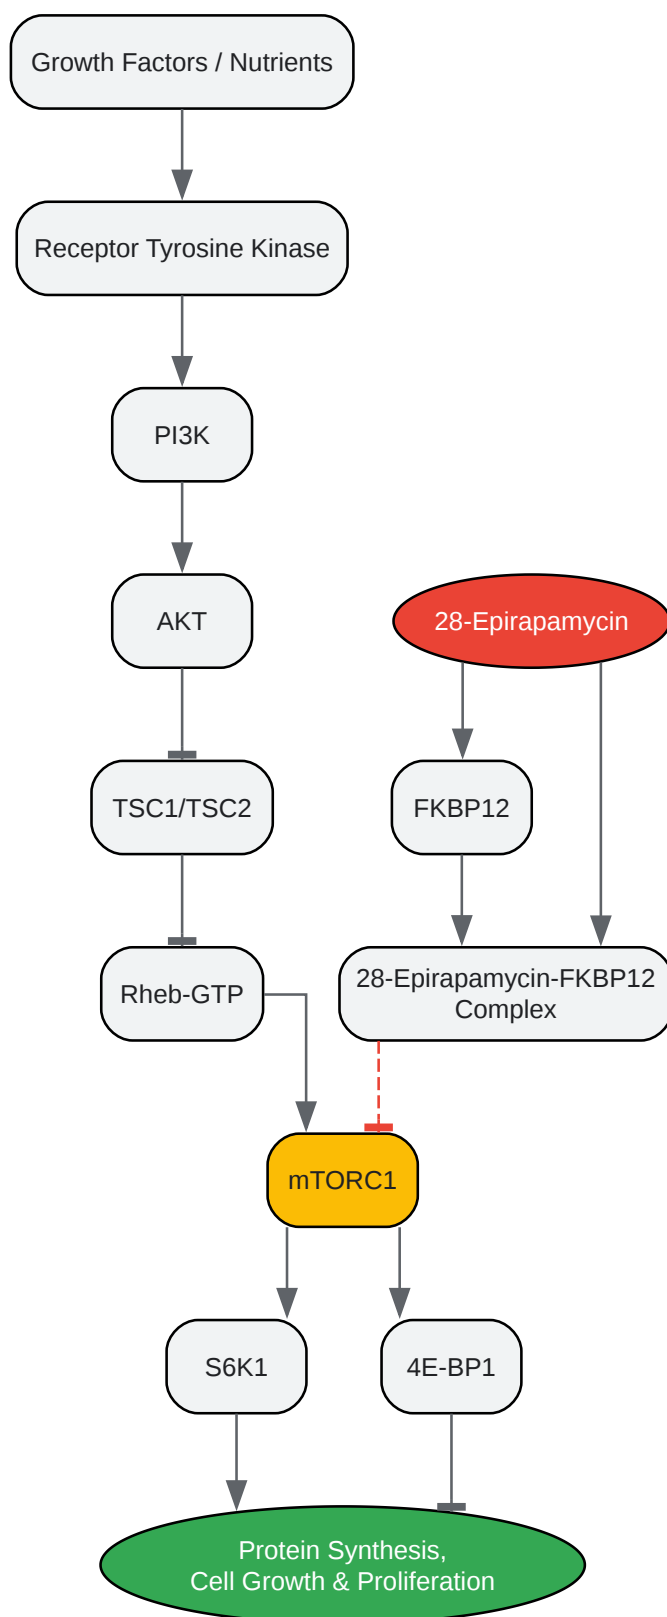 Growth Factors / Nutrients
Receptor Tyrosine Kinase
PI3K
AKT
28-Epirapamycin
TSC1/TSC2
FKBP12
Rheb-GTP
28-Epirapamycin-FKBP12
Complex
mTORC1
S6K1
4E-BP1
Protein Synthesis,
Cell Growth & Proliferation